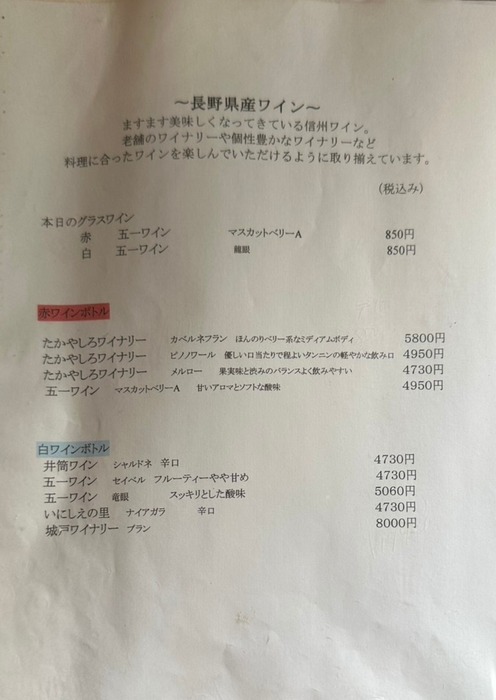 ～長野県産ワイン～
ますます美味しくなってきている信州ワイン。
老舗のワイナリーや個性豊かなワイナリーなど
料理に合ったワインを楽しんでいただけるように取り揃えています。
(税込み)
本日のグラスワイン
赤 五一ワイン マスカットベリーA 850円
白 五一ワイン 龍眼 850円
赤ワインボトル
たかやしろワイナリー カベルネフラン ほんのりベリー系なミディアムボディ 5800円
たかやしろワイナリー ピノノワール 優しい口当たりで程よいタンニンの軽やかな飲み口 4950円
たかやしろワイナリー メルロー 果実味と渋みのバランスよく飲みやすい 4730円
五一ワイン マスカットベリーA 甘いアロマとソフトな酸味 4950円
白ワインボトル
井筒ワイン シャルドネ 辛口 4730円
五一ワイン セイベル フルーティーやや甘め 4730円
五一ワイン 竜眼 スッキリとした酸味 5060円
いにしえの里 ナイアガラ 辛口 4730円
城戸ワイナリー ブラン 8000円